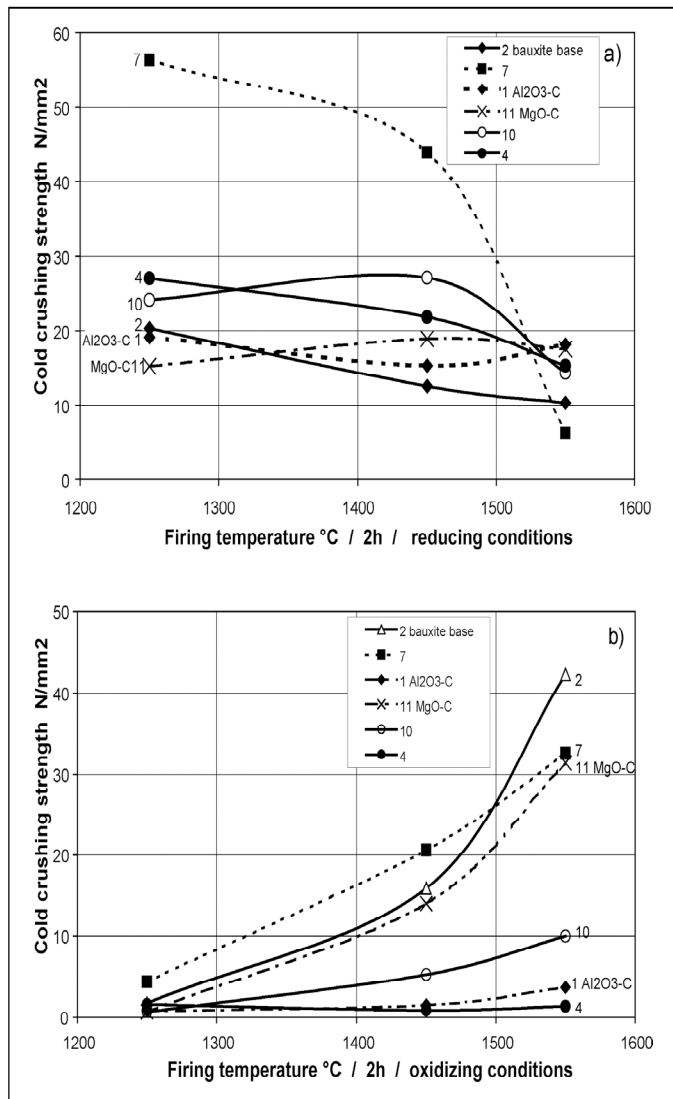 a)
60
50
40
30
20
10
0
Cold crushing strength N/mm2
2 bauxite base
7
1 Al2O3-C
11 MgO-C
10
4
7
4
10
2
Al2O3-C 1
MgO-C11
1200 1300 1400 1500 1600
Firing temperature °C / 2h / reducing conditions
b)
50
40
30
20
10
0
Cold crushing strength N/mm2
2 bauxite base
7
1 Al2O3-C
11 MgO-C
10
4
2
7
11 MgO-C
10
1 Al2O3-C
4
1200 1300 1400 1500 1600
Firing temperature °C / 2h / oxidizing conditions